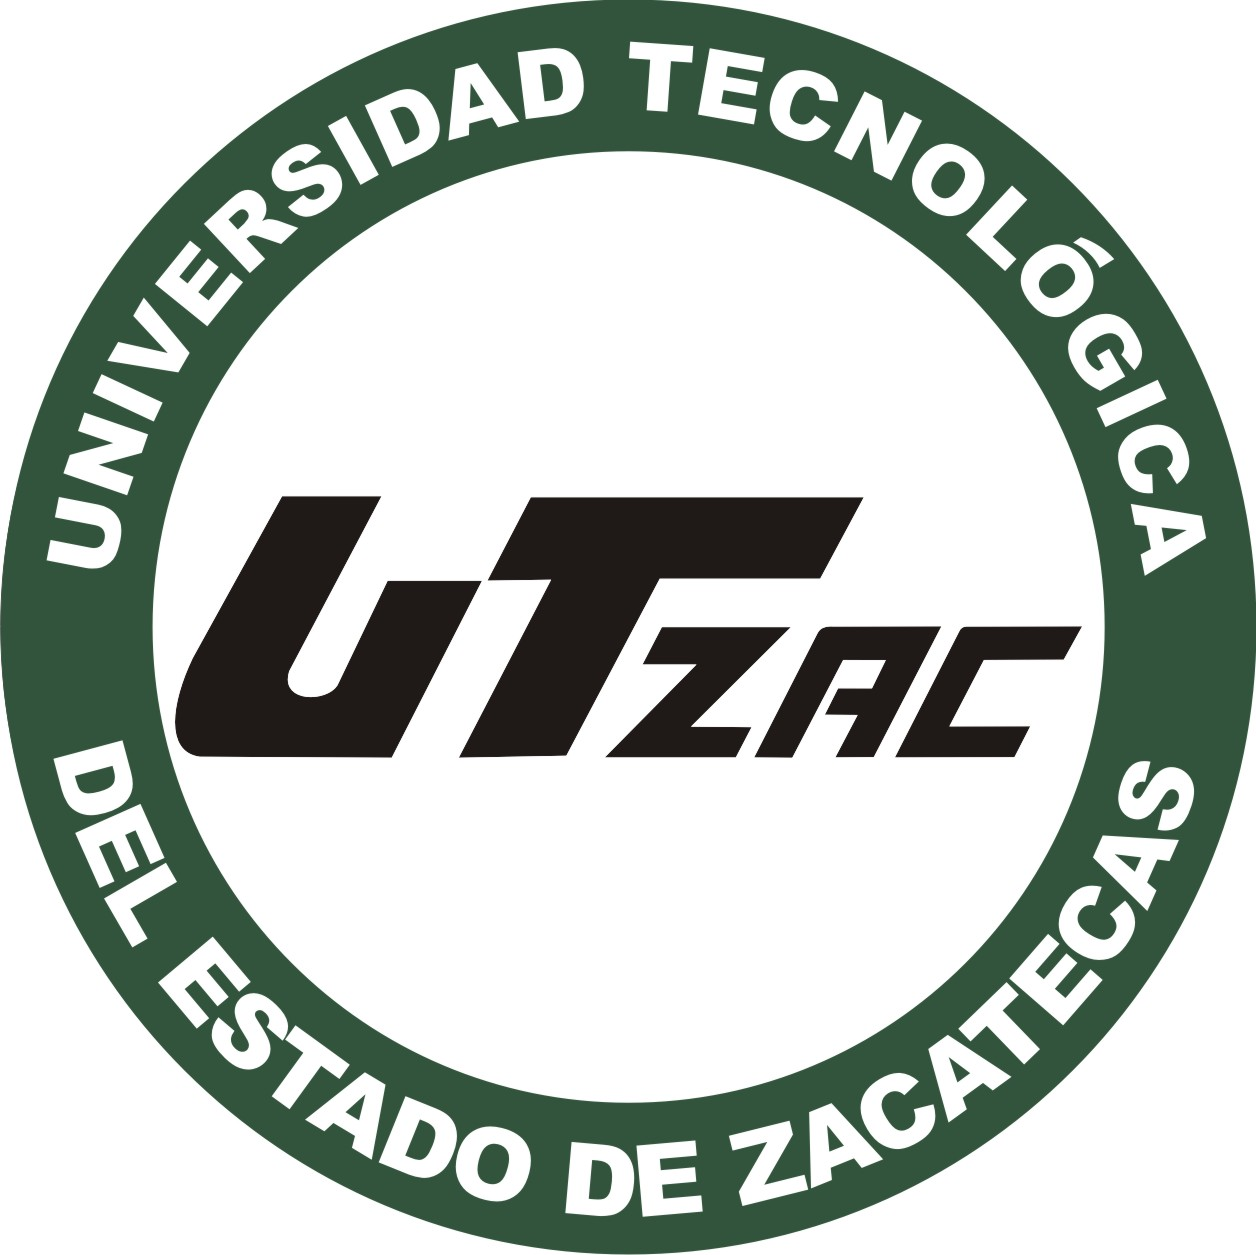 UNIVERSIDAD TECNOLÓGICA
UTZAC
DEL ESTADO DE ZACATECAS